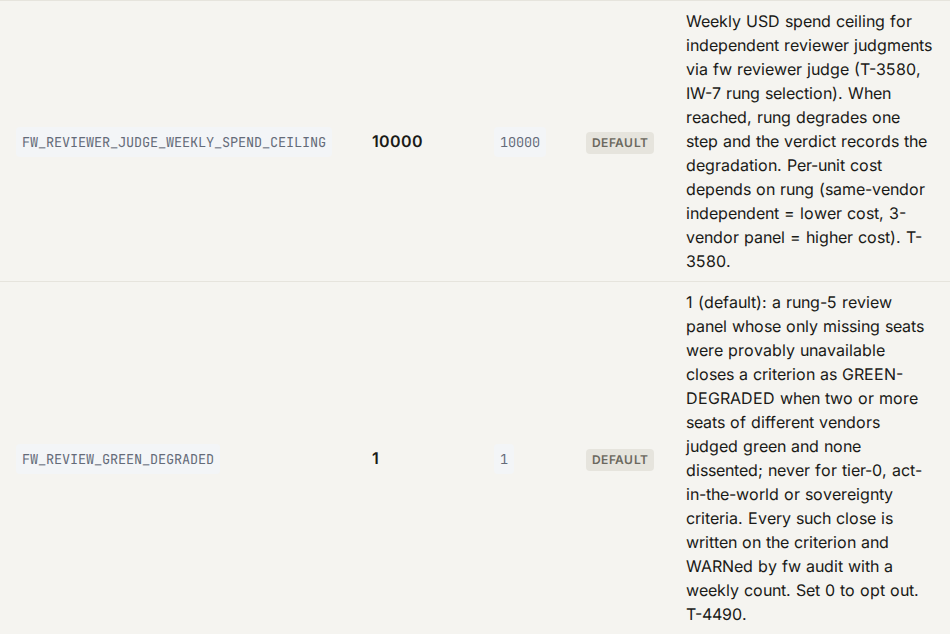 FW_REVIEWER_JUDGE_WEEKLY_SPEND_CEILING
10000
10000
DEFAULT
Weekly USD spend ceiling for
independent reviewer judgments
via fw reviewer judge (T-3580,
IW-7 rung selection). When
reached, rung degrades one
step and the verdict records the
degradation. Per-unit cost
depends on rung (same-vendor
independent = lower cost, 3-
vendor panel = higher cost). T-
3580.
FW_REVIEW_GREEN_DEGRADED
1
1
DEFAULT
1 (default): a rung-5 review
panel whose only missing seats
were provably unavailable
closes a criterion as GREEN-
DEGRADED when two or more
seats of different vendors
judged green and none
dissented; never for tier-0, act-
in-the-world or sovereignty
criteria. Every such close is
written on the criterion and
WARNed by fw audit with a
weekly count. Set 0 to opt out.
T-4490.